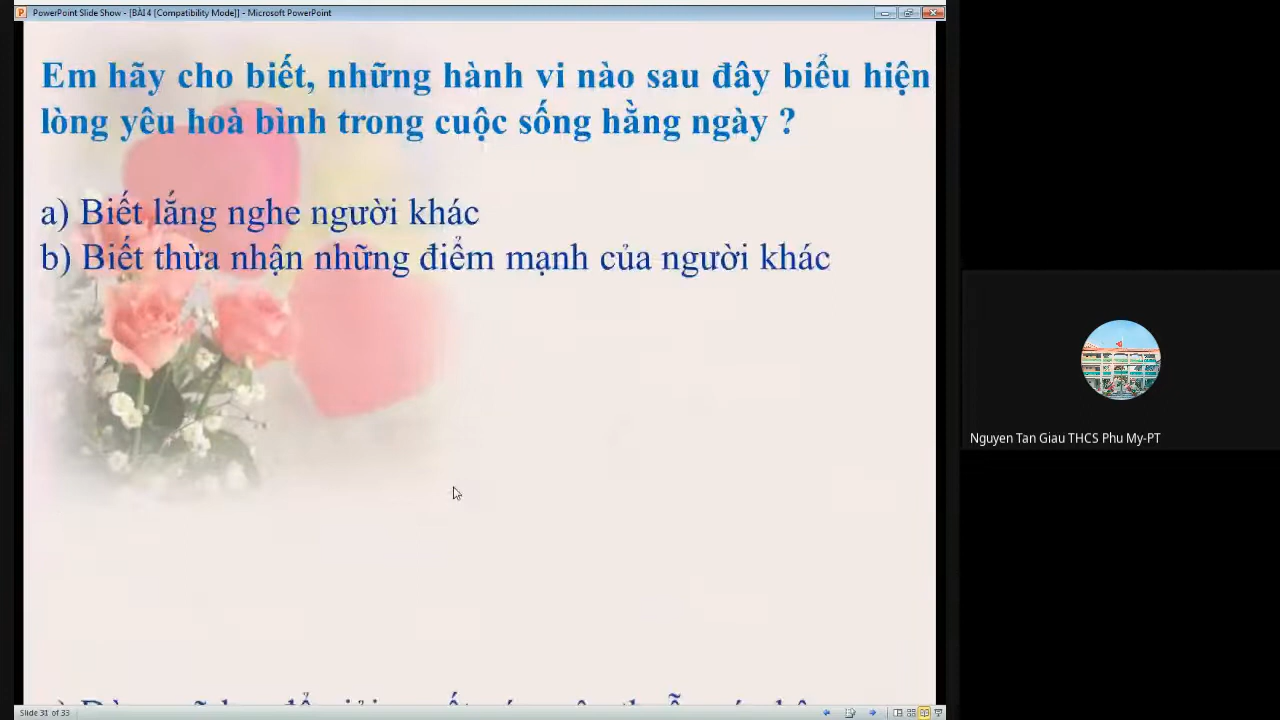 PowerPoint Slide Show - [BÀI 4 [Compatibility Mode]] - Microsoft PowerPoint
Em hãy cho biết, những hành vi nào sau đây biểu hiện
lòng yêu hoà bình trong cuộc sống hằng ngày ?
a) Biết lắng nghe người khác
b) Biết thừa nhận những điểm mạnh của người khác
Nguyen Tan Giau THCS Phu My-PT
Slide 31 of 33